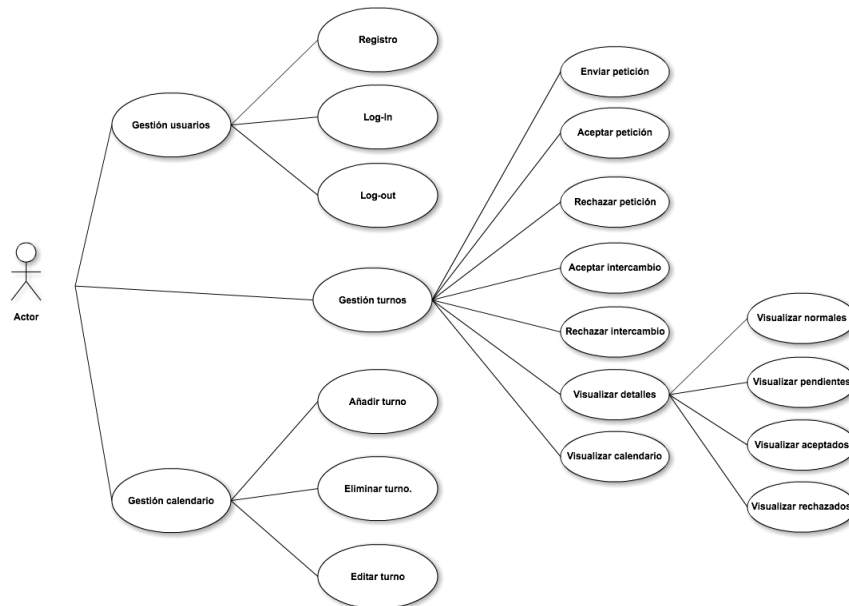 Registro
Gestión usuarios
Log-In
Log-out
Actor
Gestión turnos
Enviar petición
Aceptar petición
Rechazar petición
Aceptar intercambio
Rechazar intercambio
Visualizar detalles
Visualizar calendario
Visualizar normales
Visualizar pendientes
Visualizar aceptados
Visualizar rechazados
Gestión calendario
Añadir turno
Eliminar turno.
Editar turno